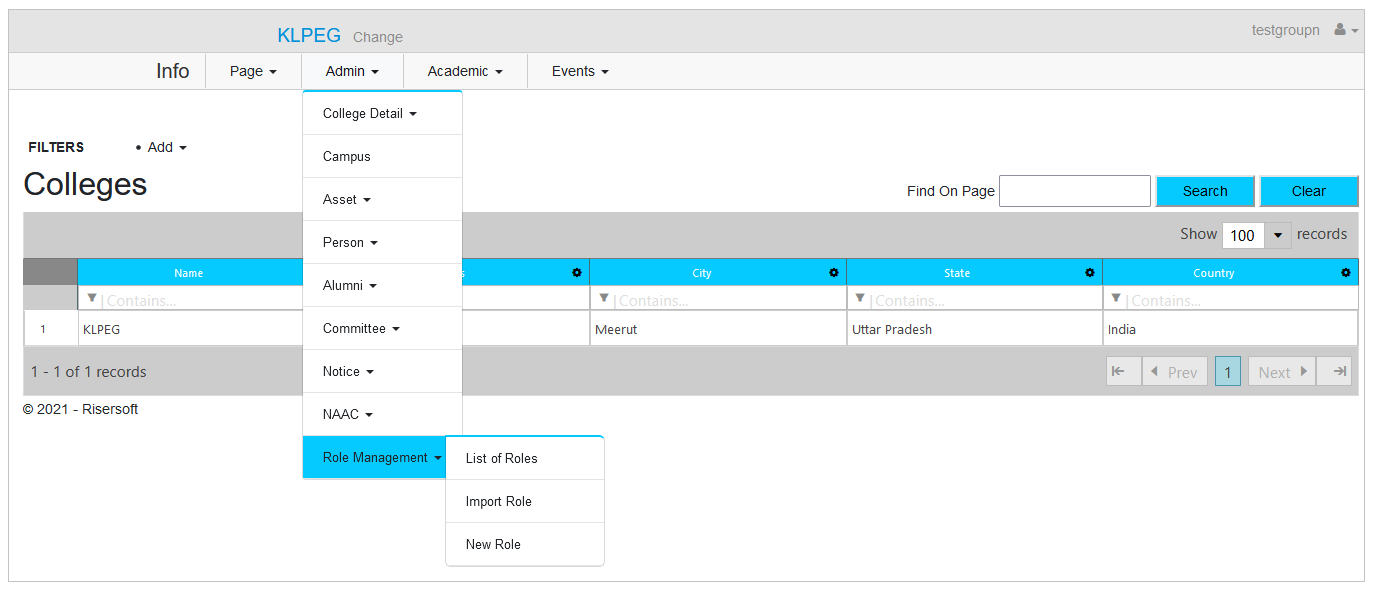 KLPEG Change
testgroupn
Info Page Admin Academic Events
College Detail
Campus
Asset
Person
Alumni
Committee
Notice
NAAC
Role Management
List of Roles
Import Role
New Role
FILTERS • Add
Colleges
Find On Page Search Clear
Show 100 records
Name City State Country
Contains... Contains... Contains... Contains...
1 KLPEG Meerut Uttar Pradesh India
1 - 1 of 1 records Prev 1 Next
© 2021 - Risersoft